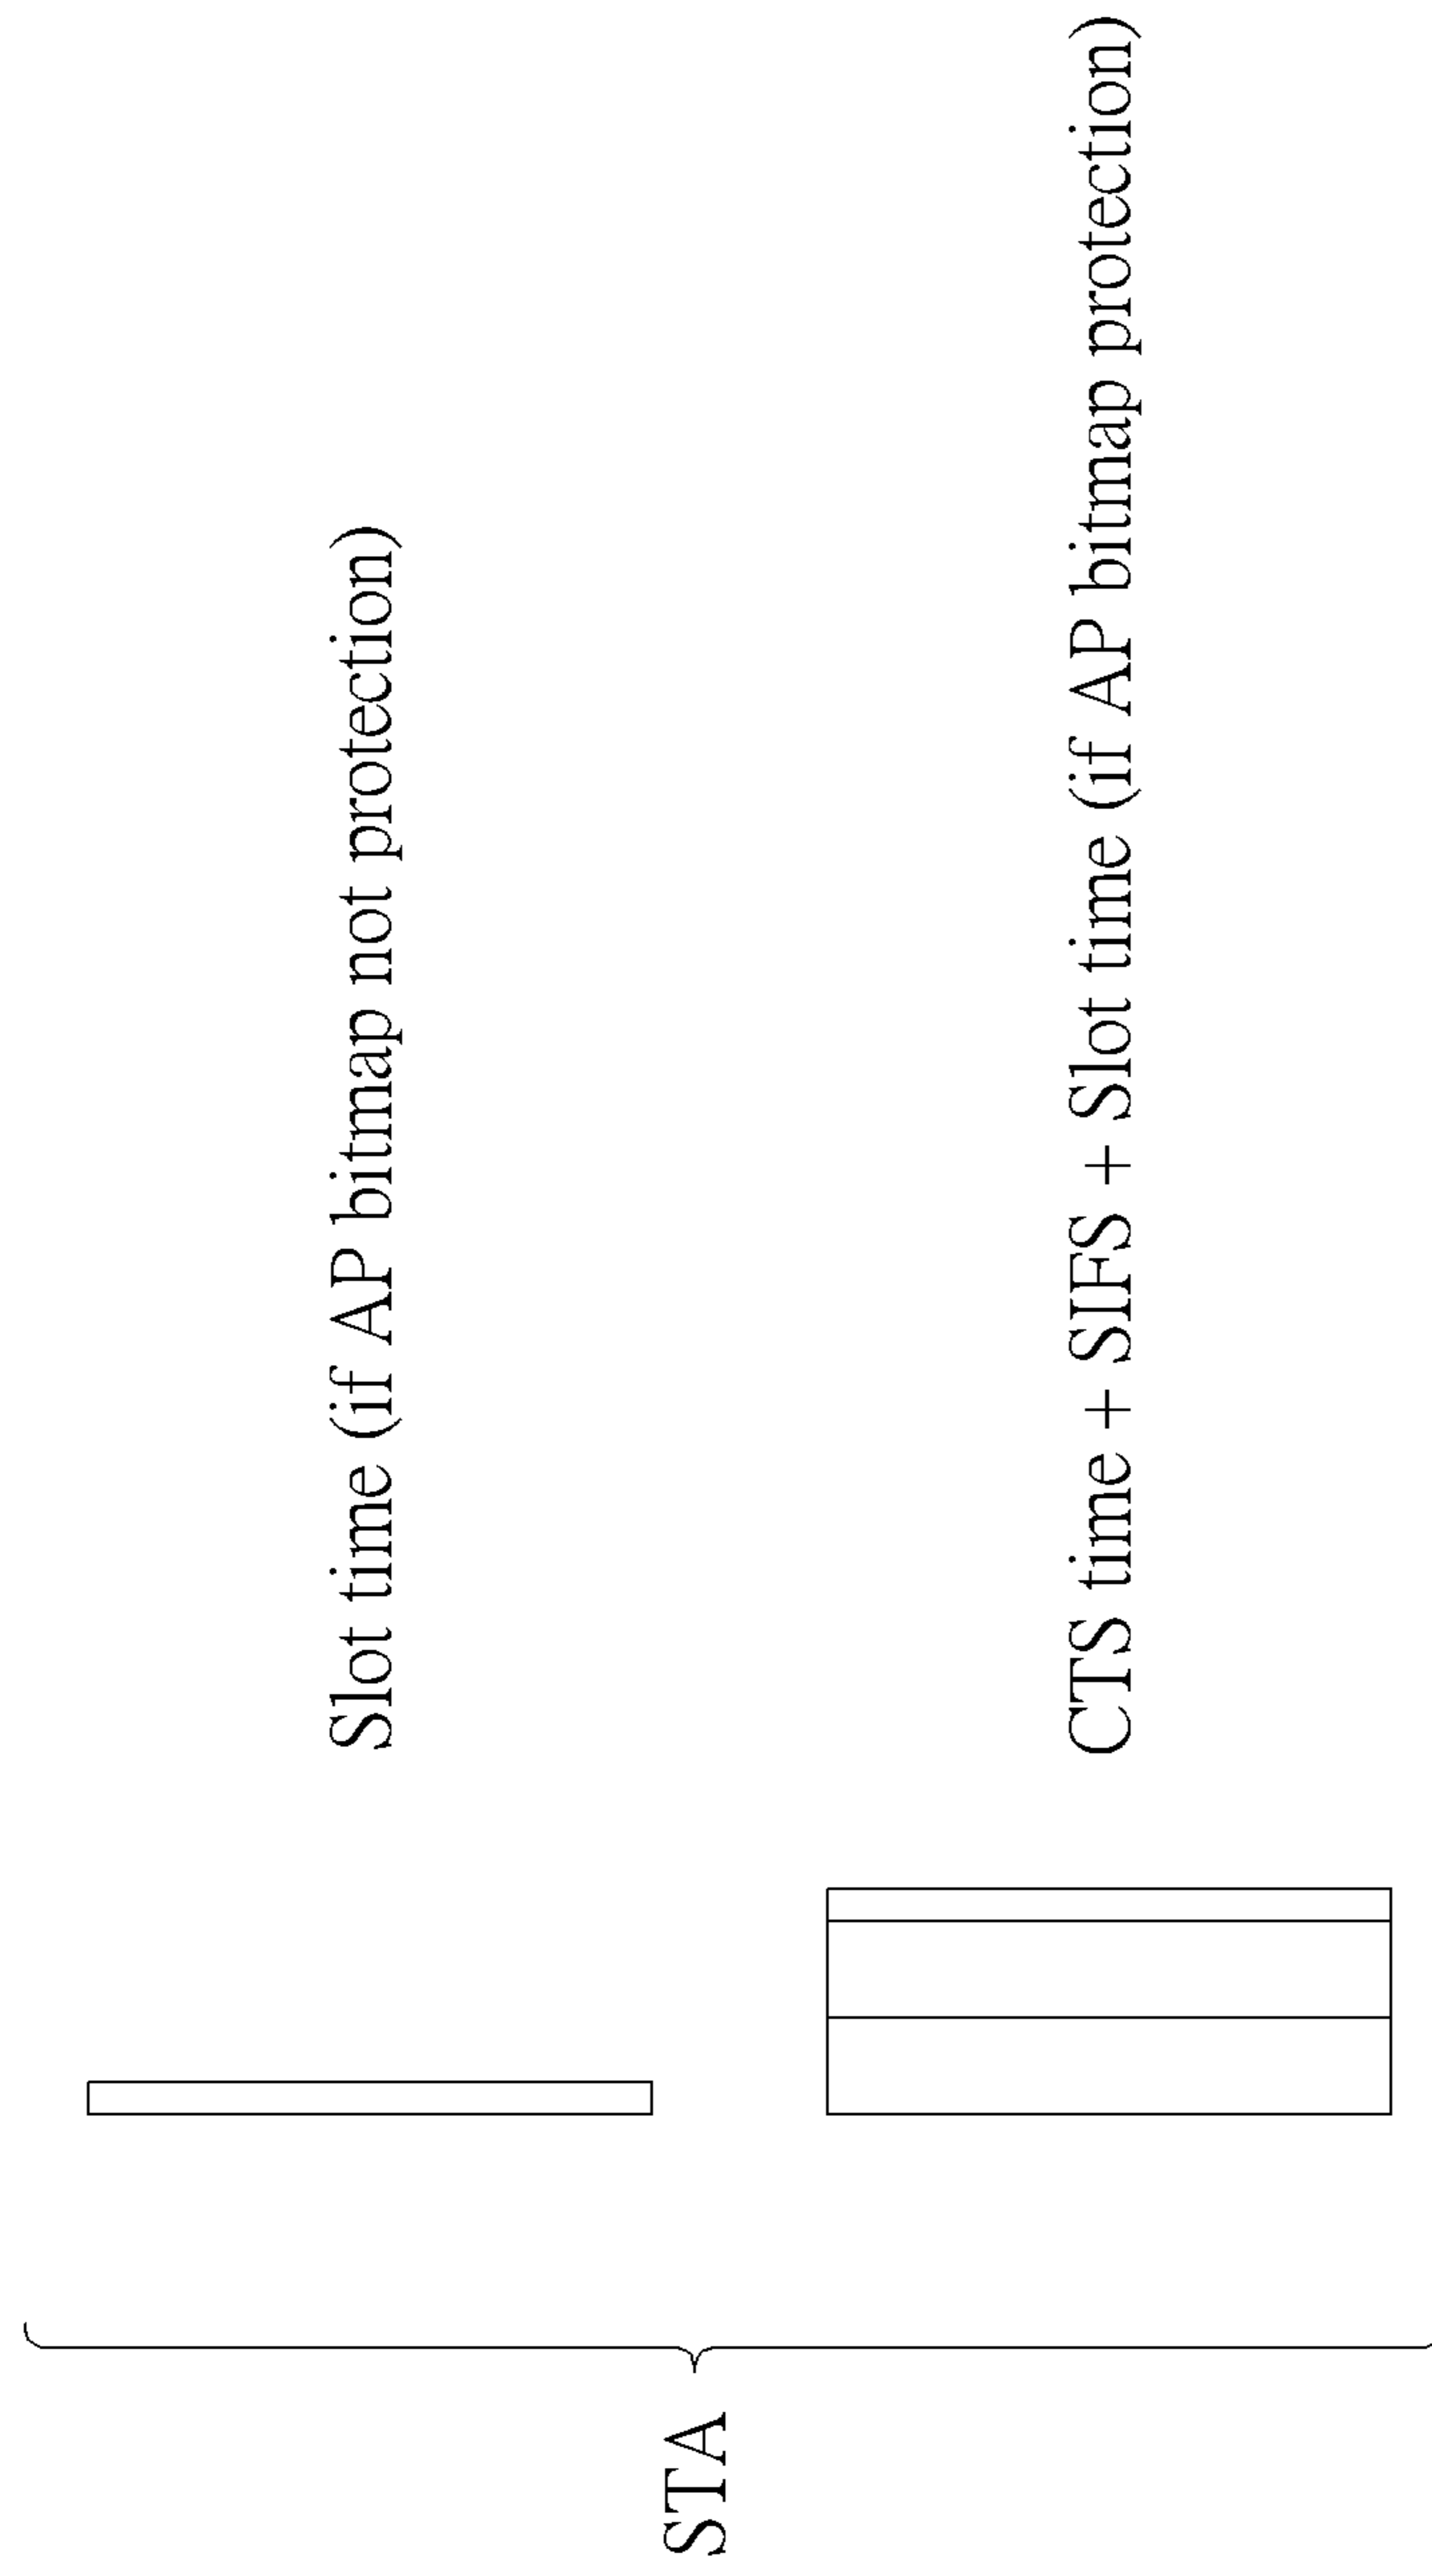 Slot time (if AP bitmap not protection)
STA
CTS time + SIFS + Slot time (if AP bitmap protection)